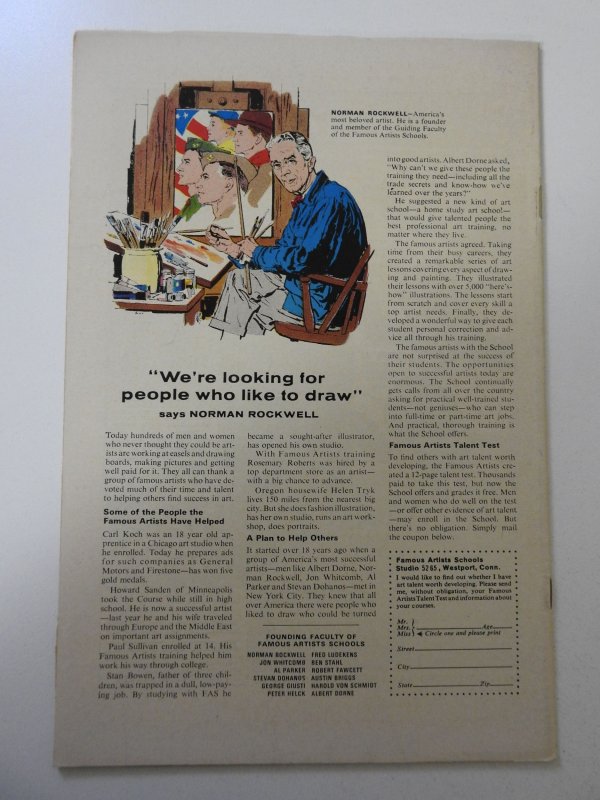 NORMAN ROCKWELL—America's
most beloved artist. He is a founder
and member of the Guiding Faculty
of the Famous Artists Schools.
"We're looking for
people who like to draw"
says NORMAN ROCKWELL
Today hundreds of men and women
who never thought they could be art-
ists are working at easels and drawing
boards, making pictures and getting
well paid for it. They all can thank a
group of famous artists who have de-
voted much of their time and talent
to helping others find success in art.
Some of the People the
Famous Artists Have Helped
Carl Koch was an 18 year old ap-
prentice in a Chicago art studio when
he enrolled. Today he prepares ads
for such companies as General
Motors and Firestone—has won five
gold medals.
Howard Sanden of Minneapolis
took the Course while still in high
school. He is now a successful artist
—last year he and his wife traveled
through Europe and the Middle East
on important art assignments.
Paul Sullivan enrolled at 14. His
Famous Artists training helped him
work his way through college.
Stan Bowen, father of three chil-
dren, was trapped in a dull, low-pay-
ing job. By studying with FAS he
became a sought-after illustrator,
has opened his own studio.
With Famous Artists training
Rosemary Roberts was hired by a
department store as an artist—
with a big chance to advance.
Oregon housewife Helen Tryk
lives 150 miles from the nearest big
city. But she does fashion illustration,
has her own studio, runs an art work-
shop, does portraits.
A Plan to Help Others
It started over 18 years ago when a
group of America's most successful
artists—men like Albert Dorne, Nor-
man Rockwell, Jon Whitcomb, Al
Parker and Stevan Dohanos—met in
New York City. They knew that all
over America there were people who
liked to draw who could be turned
FOUNDING FACULTY OF
FAMOUS ARTISTS SCHOOLS
NORMAN ROCKWELL FRED LUDEKENS
JON WHITCOMB BEN STAHL
AL PARKER ROBERT FAWCETT
STEVAN DOHANOS AUSTIN BRIGGS
GEORGE GIUSTI HAROLD VON SCHMIDT
PETER HELCK ALBERT DORNE
into good artists. Albert Dorne asked,
"Why can't we give these people the
training they need—including all the
trade secrets and know-how we've
learned over the years?"
He suggested a new kind of art
school—a home study art school—
that would give talented people the
best professional art training, no
matter where they live.
The famous artists agreed. Taking
time from their busy careers, they
created a remarkable series of art
lessons covering every aspect of draw-
ing and painting. They illustrated
their lessons with over 5,000 "here's-
how" illustrations. The lessons start
from scratch and cover every skill a
top artist needs. Finally, they de-
veloped a wonderful way to give each
student personal correction and ad-
vice all through his training.
The famous artists with the School
are not surprised at the success of
their students. The opportunities
open to successful artists today are
enormous. The School continually
gets calls from all over the country
asking for practical well-trained stu-
dents—not geniuses—who can step
into full-time or part-time art jobs.
And practical, thorough training is
what the School offers.
Famous Artists Talent Test
To find others with art talent worth
developing, the Famous Artists cre-
ated a 12-page talent test. Thousands
paid to take this test, but now the
School offers and grades it free. Men
and women who do well on the test
—or offer other evidence of art talent
—may enroll in the School. But
there's no obligation. Simply mail
the coupon below.
Famous Artists Schools
Studio 5265, Westport, Conn.
I would like to find out whether I have
art talent worth developing. Please send
me, without obligation, your Famous
Artists Talent Test and information about
your courses.
Mr.
Mrs. Age
Miss Circle one and please print
Street
City
State Zip